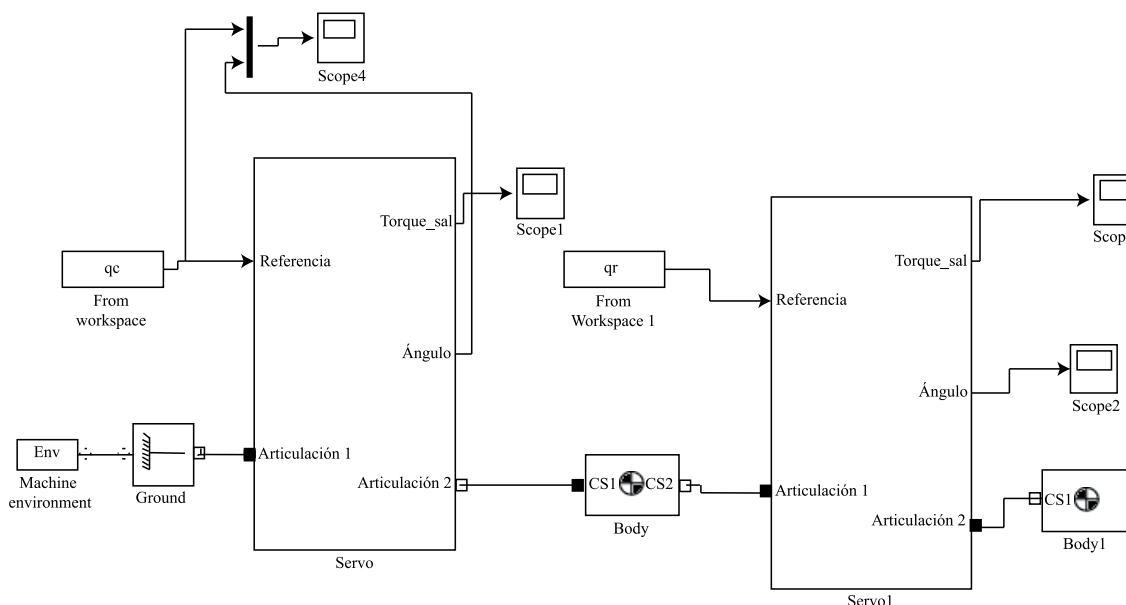 Scope4
Torque_sal
Scope1
qc
From
workspace
Referencia
Ángulo
Env
Machine
environment
Ground
Articulación 1
Articulación 2
Servo
qr
From
Workspace 1
Referencia
Torque_sal
Scop
Ángulo
Scope2
CS1
CS2
Body
Articulación 1
Articulación 2
CS1
Body1
Servo1